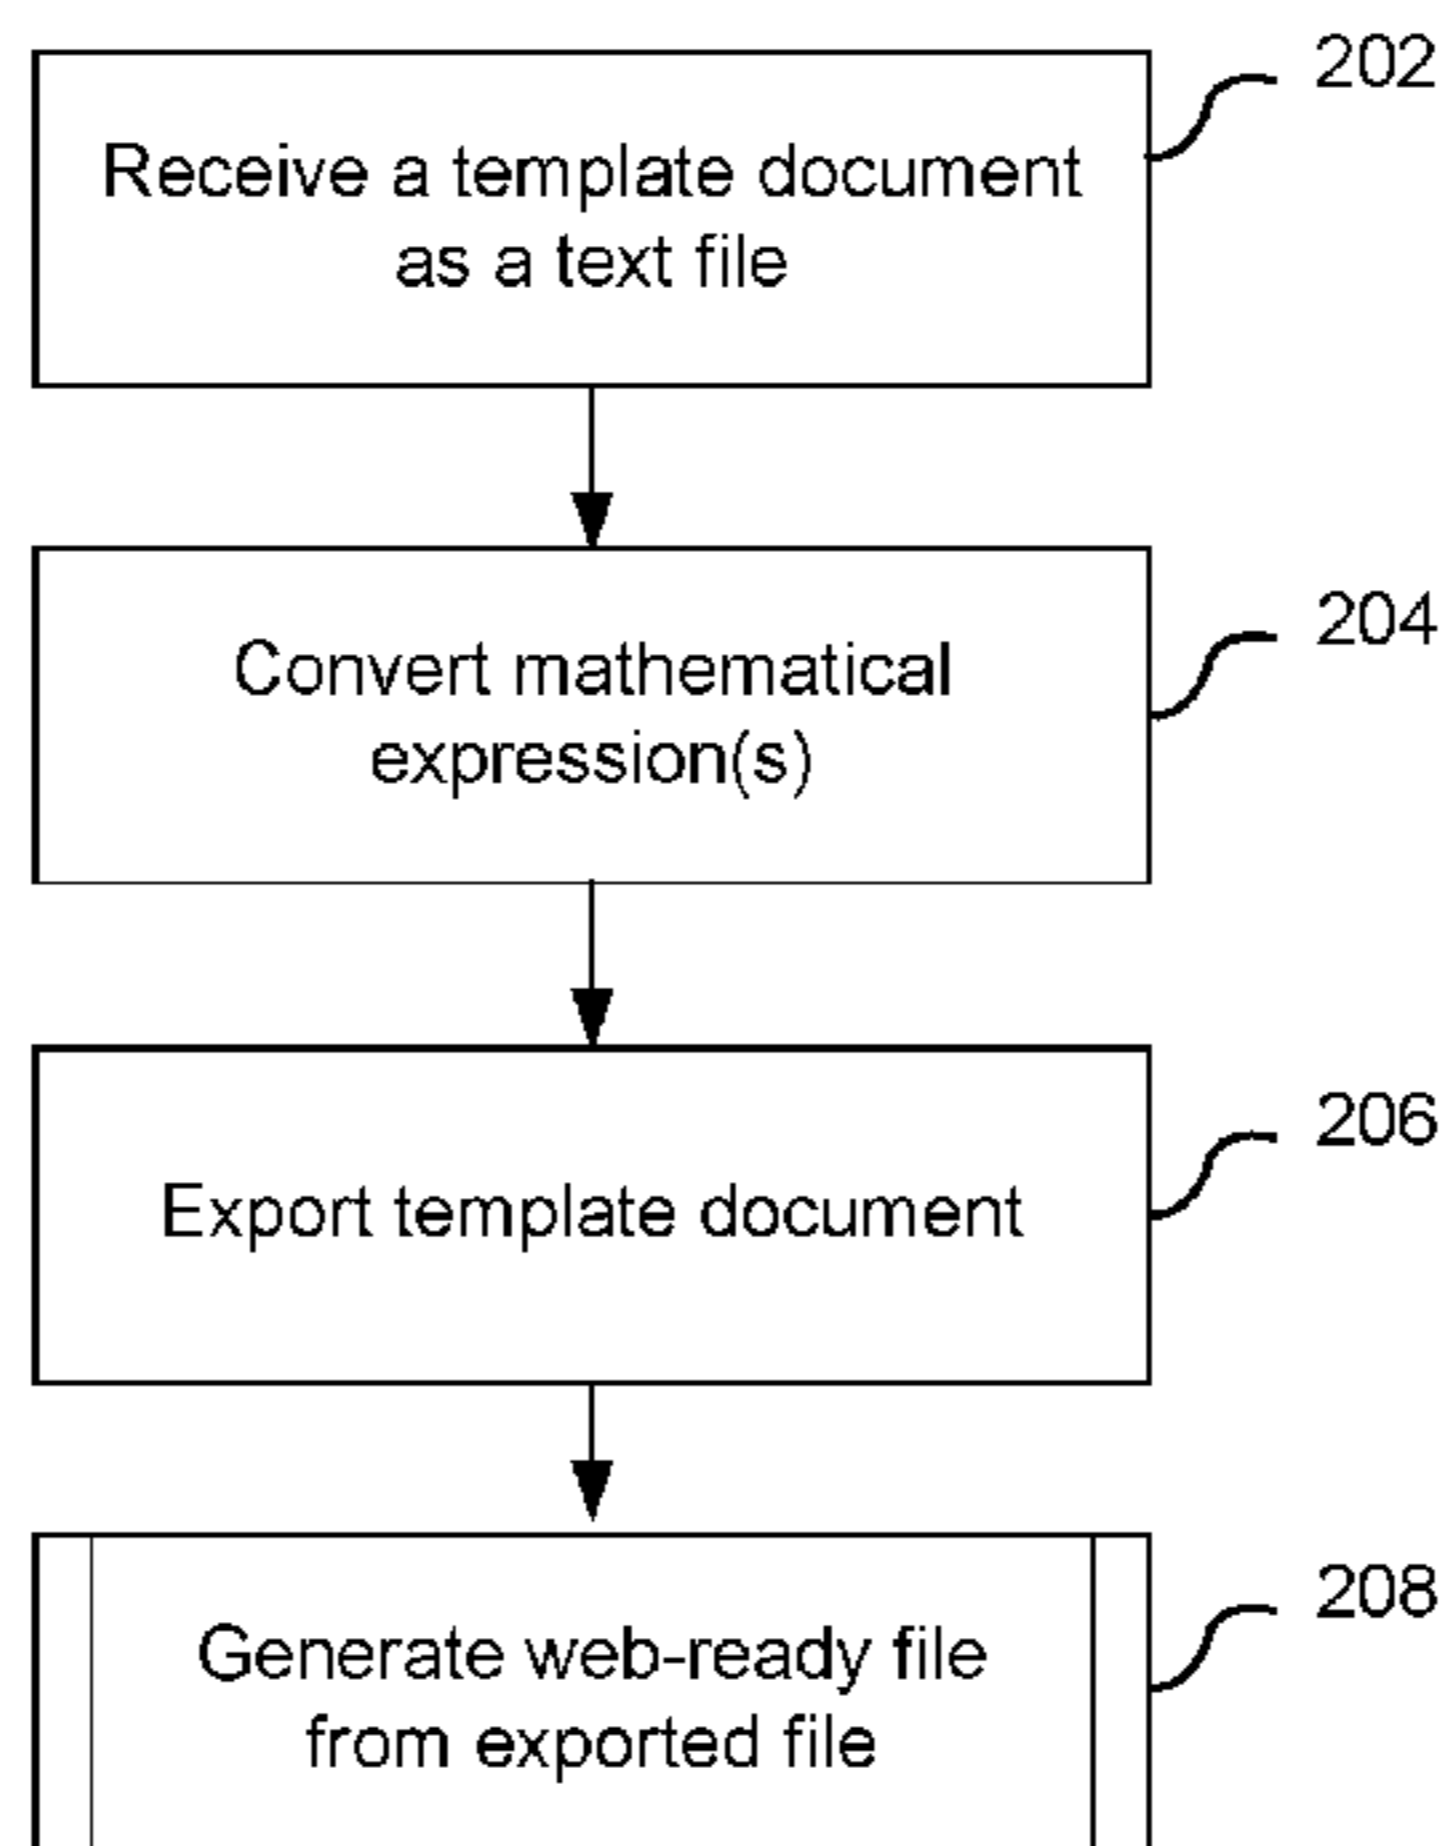 202
Receive a template document
as a text file
204
Convert mathematical
expression(s)
206
Export template document
208
Generate web-ready file
from exported file